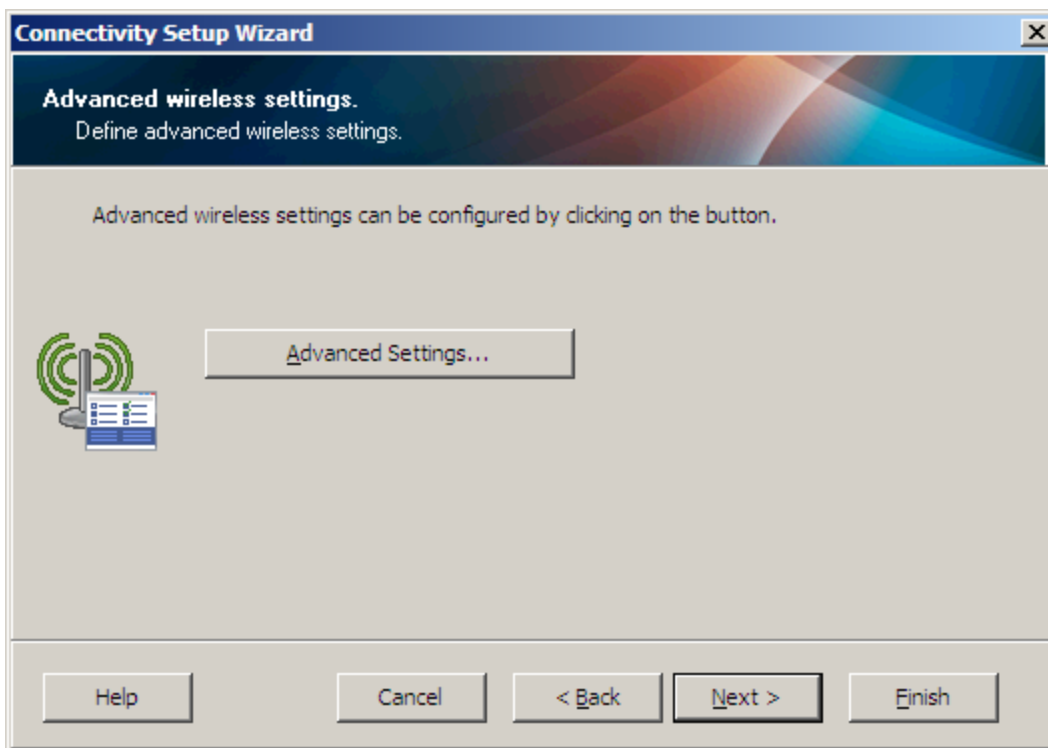 Connectivity Setup Wizard
Advanced wireless settings.
Define advanced wireless settings.
Advanced wireless settings can be configured by clicking on the button.
Advanced Settings...
Help
Cancel
< Back
Next >
Finish